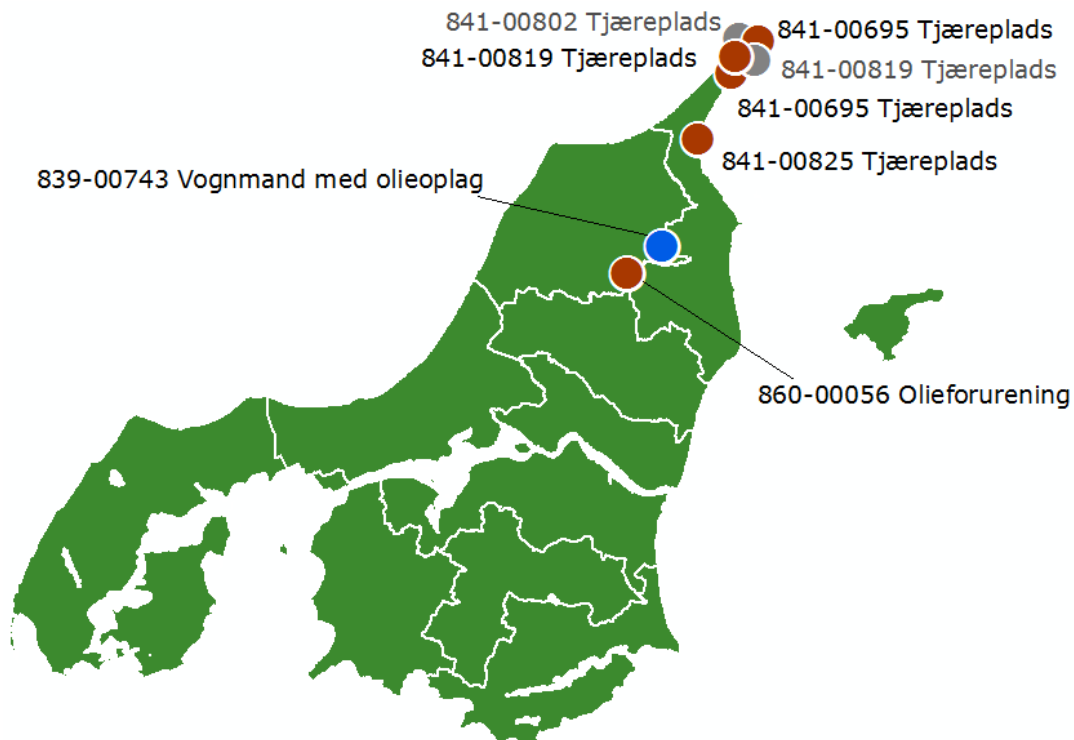 841-00802 Tjæreplads
841-00695 Tjæreplads
841-00819 Tjæreplads
841-00819 Tjæreplads
841-00695 Tjæreplads
841-00825 Tjæreplads
839-00743 Vognmand med olieoplag
860-00056 Olieforurening